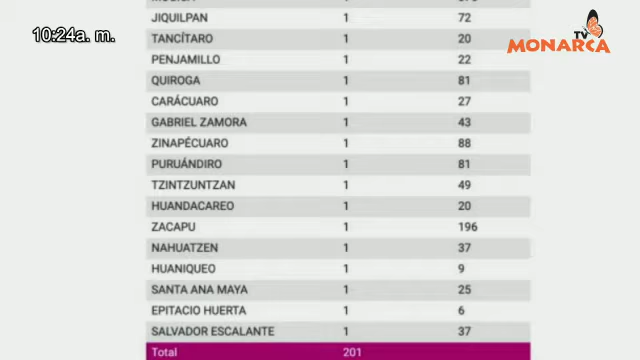 10:24a. m.
TV
MONARCA
JIQUILPAN 1 72
TANCÍTARO 1 20
PENJAMILLO 1 22
QUIROGA 1 81
CARÁCUARO 1 27
GABRIEL ZAMORA 1 43
ZINAPÉCUARO 1 88
PURUÁNDIRO 1 81
TZINTZUNTZAN 1 49
HUANDACAREO 1 20
ZACAPU 1 196
NAHUATZEN 1 37
HUANIQUEO 1 9
SANTA ANA MAYA 1 25
EPITACIO HUERTA 1 6
SALVADOR ESCALANTE 1 37
Total 201